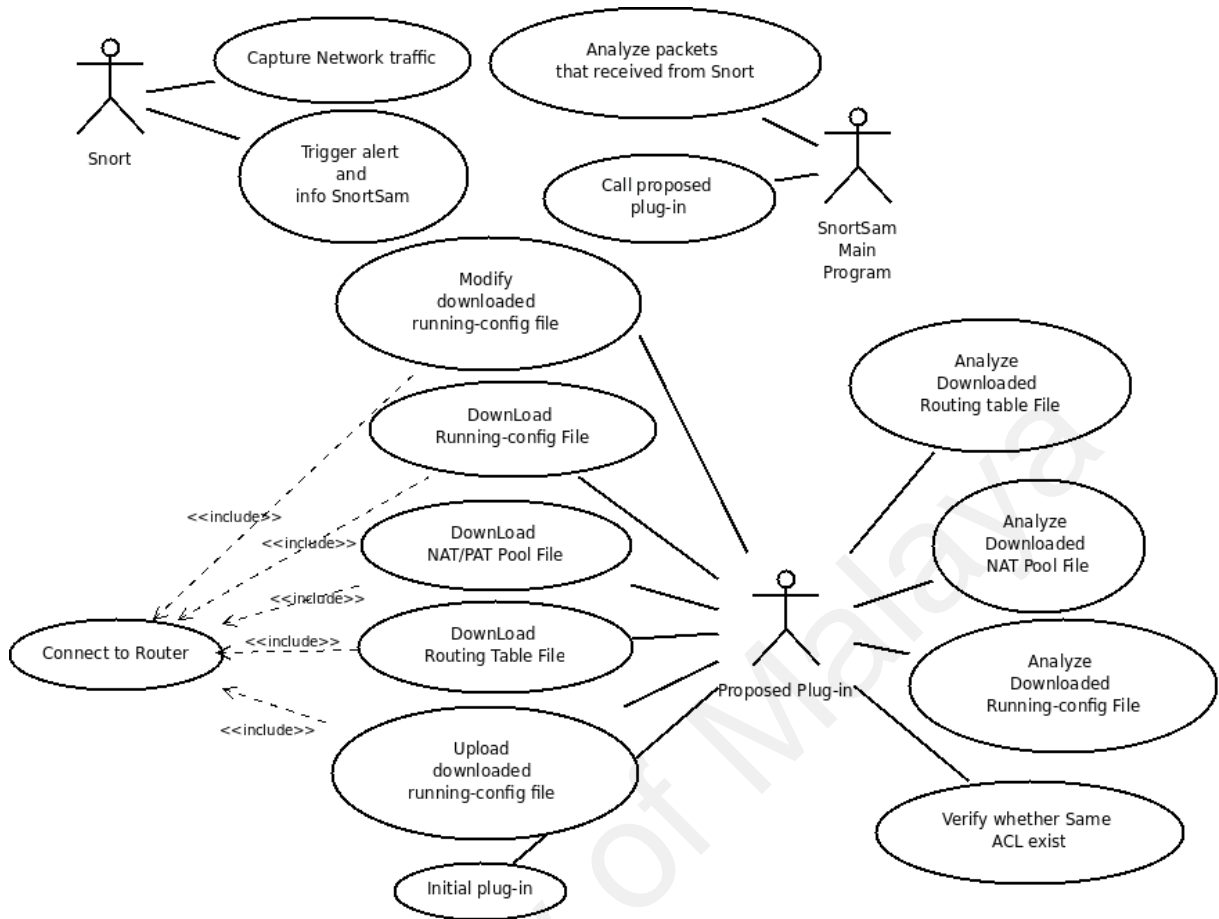 Capture Network traffic
Analyze packets
that received from Snort
Snort
Trigger alert
and
info SnortSam
Call proposed
plug-in
SnortSam
Main
Program
Modify
downloaded
running-config file
Analyze
Downloaded
Routing table File
DownLoad
Running-config File
<<include>>
<<include>>
DownLoad
NAT/PAT Pool File
Analyze
Downloaded
NAT Pool File
<<include>>
<<include>>
DownLoad
Routing Table File
Connect to Router
Proposed Plug-in
Analyze
Downloaded
Running-config File
<<include>>
Upload
downloaded
running-config file
Verify whether Same
ACL exist
Initial plug-in
of Malaya